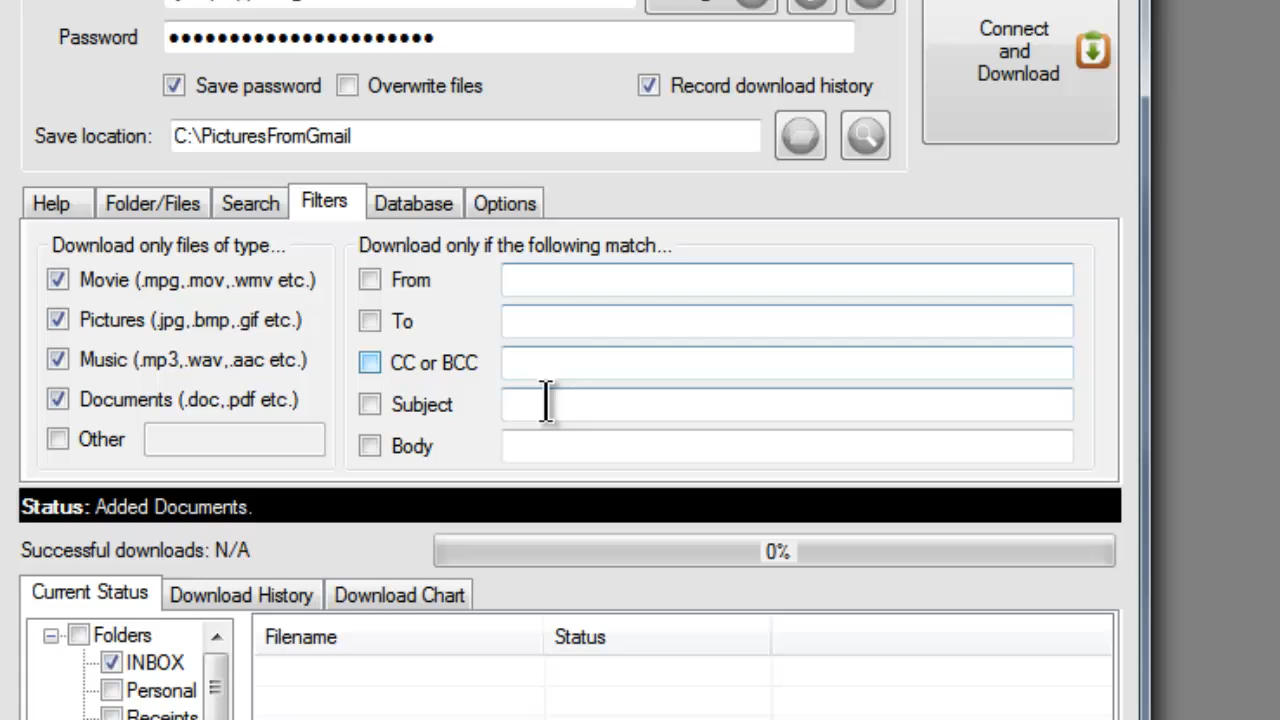 Connect
Password ●●●●●●●●●●●●●●●●●●●●●● and
Download
Save password Overwrite files Record download history
Save location: C:\PicturesFromGmail
Help Folder/Files Search Filters Database Options
Download only files of type... Download only if the following match...
Movie (.mpg,.mov,.wmv etc.) From
Pictures (.jpg,.bmp,.gif etc.) To
Music (.mp3,.wav,.aac etc.) CC or BCC
Documents (.doc,.pdf etc.) Subject
Other Body
Status: Added Documents.
Successful downloads: N/A 0%
Current Status Download History Download Chart
Folders Filename Status
INBOX
Personal
Receipts